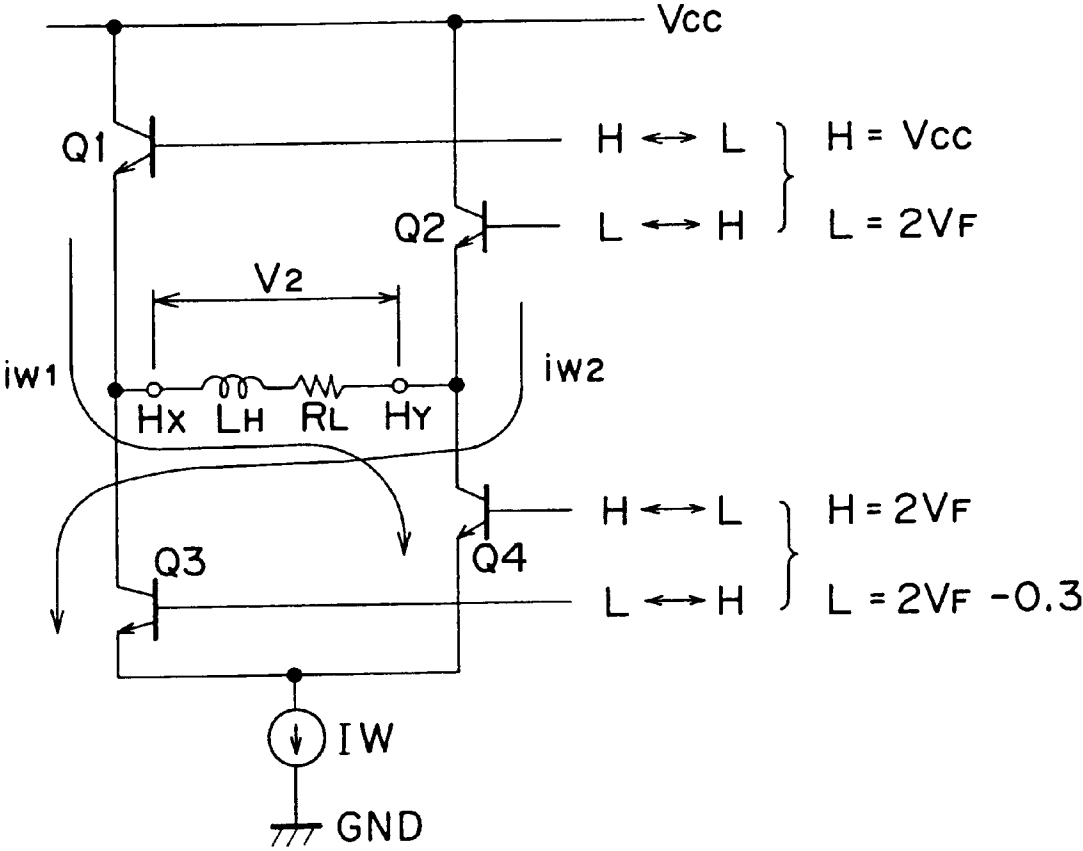 Vcc
Q1
H ↔ L
H = Vcc
Q2
L ↔ H
L = 2VF
V2
iw1
iw2
Hx
LH
RL
HY
H ↔ L
H = 2VF
Q4
Q3
L ↔ H
L = 2VF -0.3
IW
GND